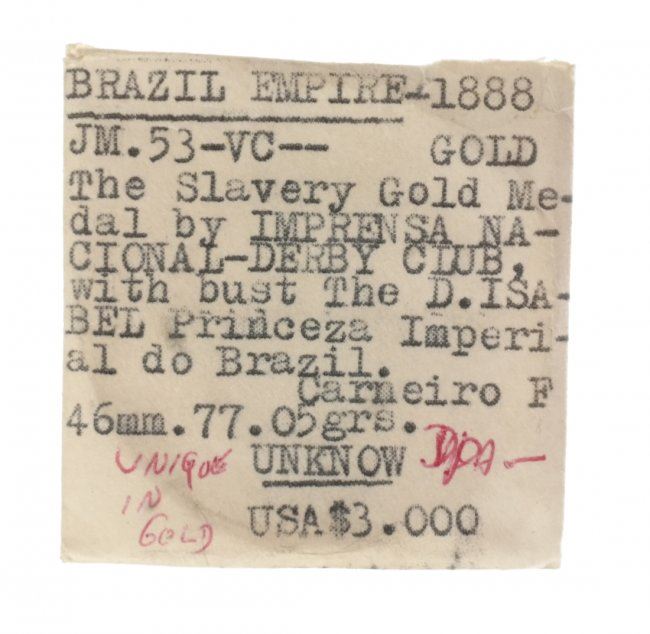 BRAZIL EMPIRE-1888
JM.53-VC-- GOLD
The Slavery Gold Me-
dal by IMPRENSA NA-
CIONAL-DERBY CLUB,
with bust The D.ISA-
BEL Princeza Imperi-
al do Brazil.
Carneiro F
46mm.77.05grs.
UNIQUE UNKNOW
IN
GOLD USA$3.000